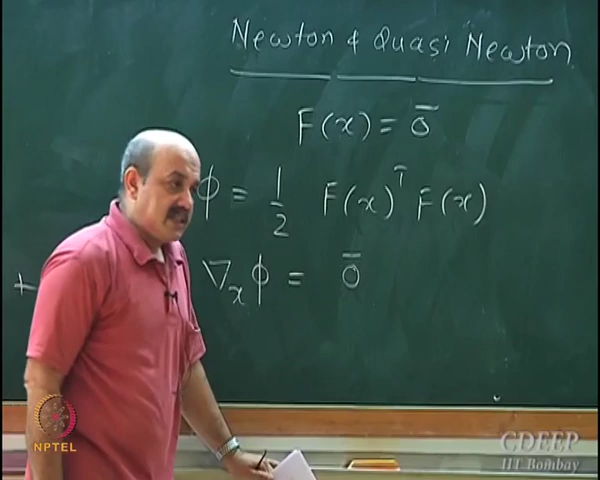 Newton & Quasi Newton
F(x) = 0̅
φ = 1/2 F(x)ᵀ F(x)
∇ₓφ = 0̅
NPTEL
CDEEP
IIT Bombay